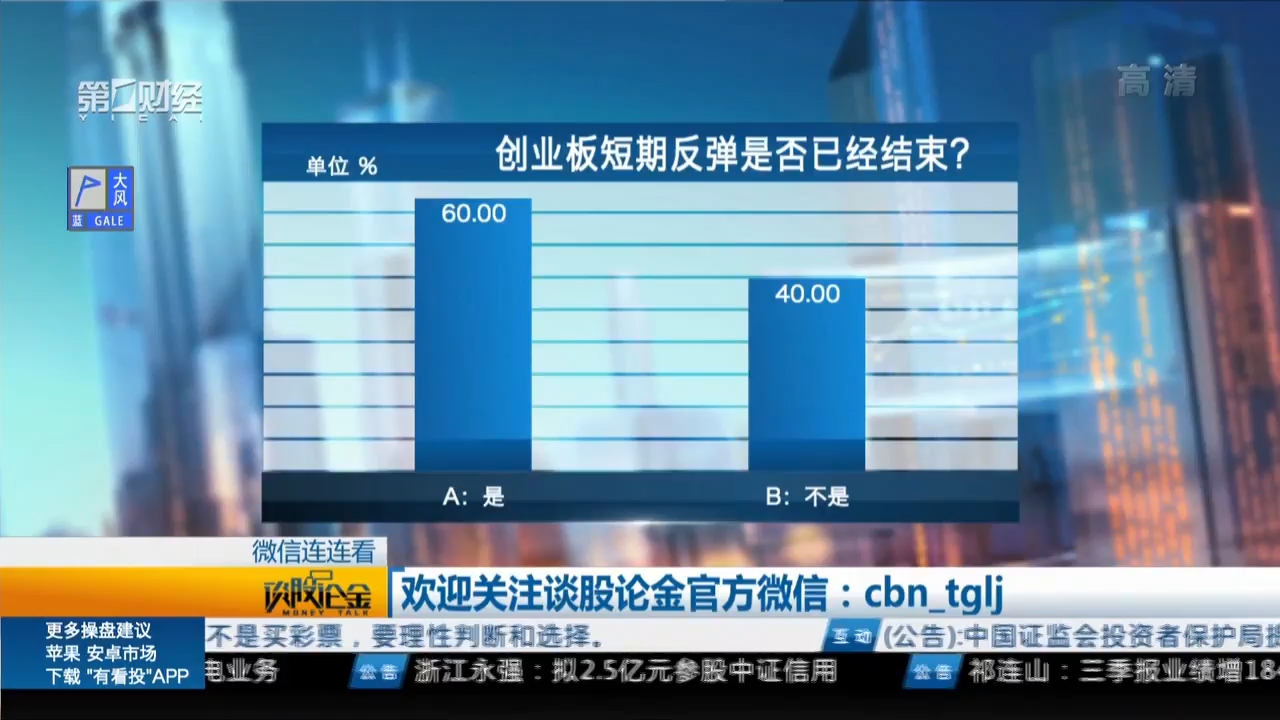 第一财经
YICAI
高清
大风
蓝 GALE
单位 %
创业板短期反弹是否已经结束?
60.00
40.00
A: 是
B: 不是
微信连连看
谈股论金
MONEY TALK
欢迎关注谈股论金官方微信：cbn_tglj
更多操盘建议
苹果 安卓市场
下载 "有看投"APP
不是买彩票，要理性判断和选择。 互动 (公告):中国证监会投资者保护局
电业务 公告 浙江永强：拟2.5亿元参股中证信用 公告 祁连山：三季报业绩增184